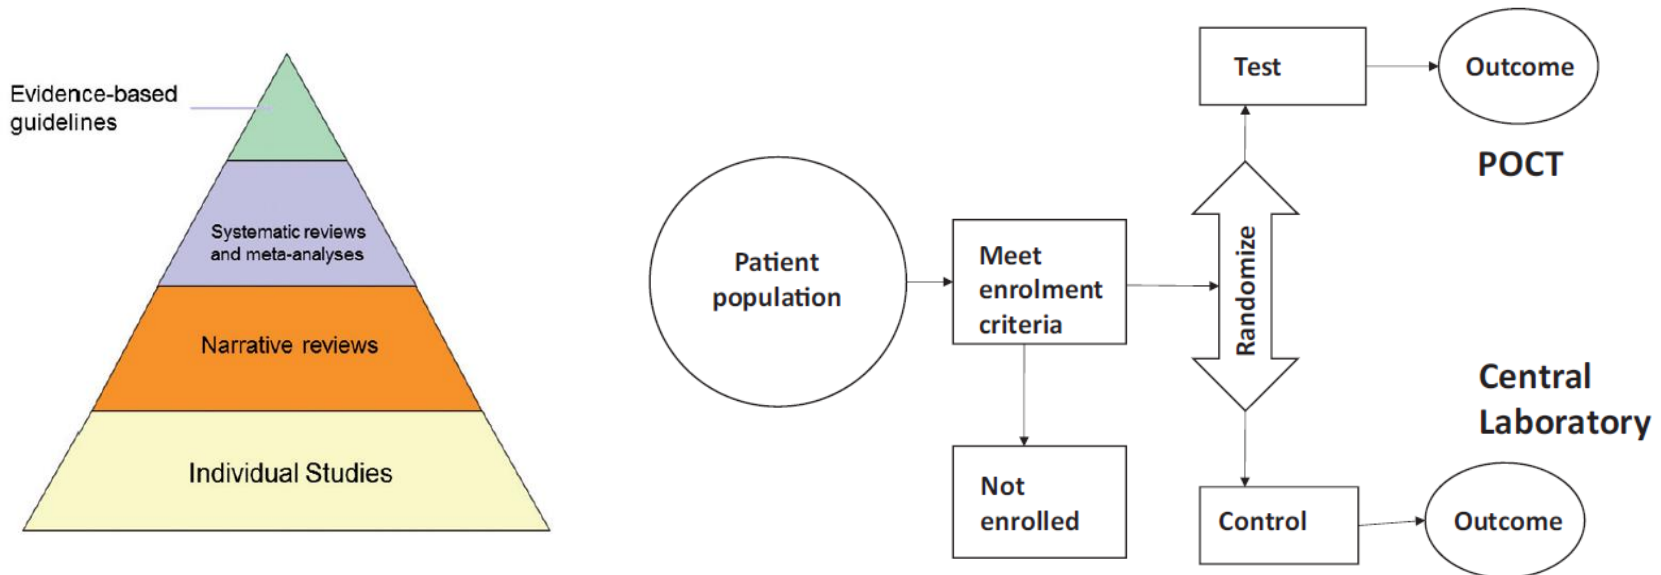 Evidence-based
guidelines
Systematic reviews
and meta-analyses
Narrative reviews
Individual Studies
Patient
population
Meet
enrolment
criteria
Not
enrolled
Randomize
Test
Outcome
POCT
Central
Laboratory
Control
Outcome